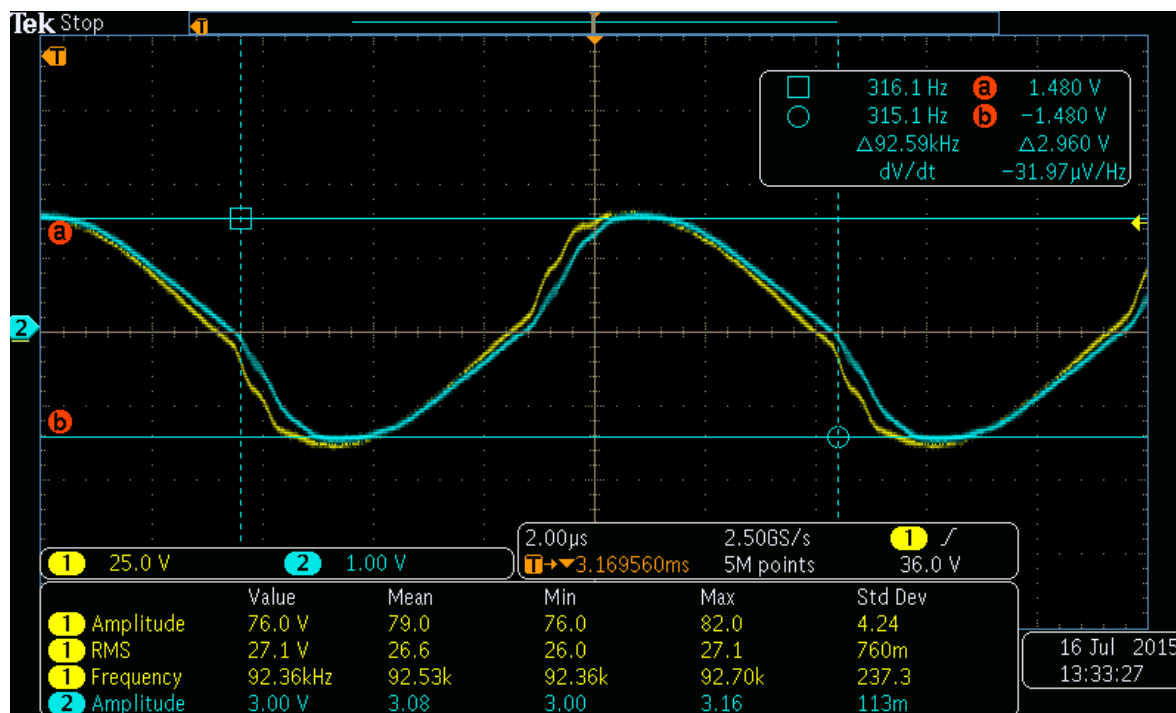 Tek Stop
T
T
316.1 Hz a 1.480 V
315.1 Hz b −1.480 V
Δ92.59kHz Δ2.960 V
dV/dt −31.97µV/Hz
a
2
b
1 25.0 V 2 1.00 V
2.00µs 2.50GS/s 1
T→▼3.169560ms 5M points 36.0 V
Value Mean Min Max Std Dev
1 Amplitude 76.0 V 79.0 76.0 82.0 4.24
1 RMS 27.1 V 26.6 26.0 27.1 760m
1 Frequency 92.36kHz 92.53k 92.36k 92.70k 237.3
2 Amplitude 3.00 V 3.08 3.00 3.16 113m
16 Jul 2015
13:33:27